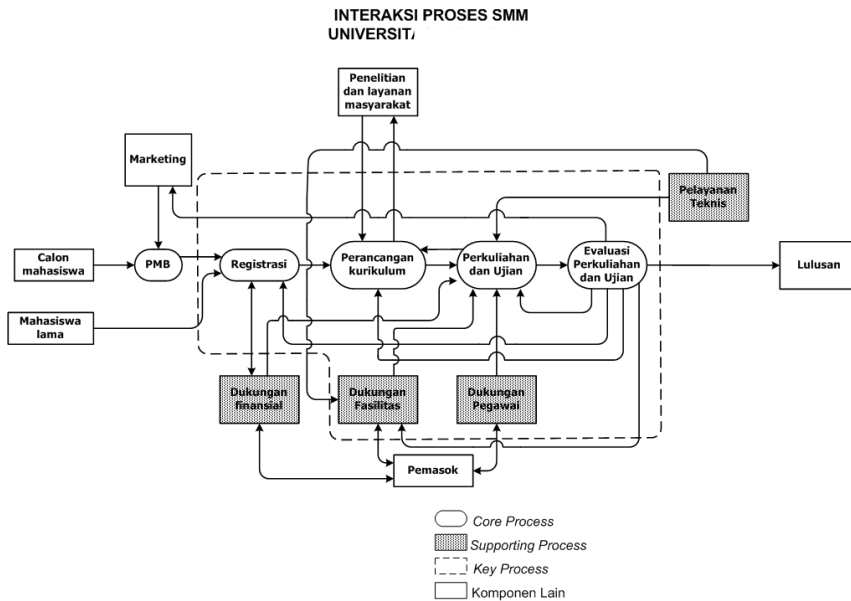 INTERAKSI PROSES SMM
Penelitian
dan layanan
masyarakat
Marketing
Pelayanan
Teknis
Calon
mahasiswa
PMB
Registrasi
Perancangan
kurikulum
Perkuliahan
dan Ujian
Evaluasi
Perkuliahan
dan Ujian
Lulusan
Mahasiswa
lama
Dukungan
finansial
Dukungan
Fasilitas
Dukungan
Pegawai
Pemasok
Core Process
Supporting Process
Key Process
Komponen Lain